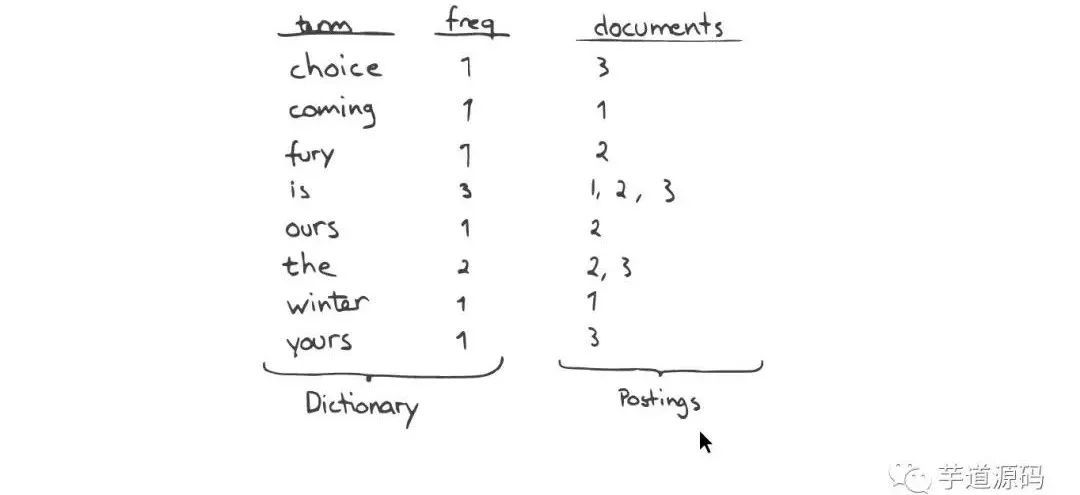 term freq documents
choice 1 3
coming 1 1
fury 1 2
is 3 1, 2, 3
ours 1 2
the 2 2, 3
winter 1 1
yours 1 3
Dictionary Postings
芋道源码